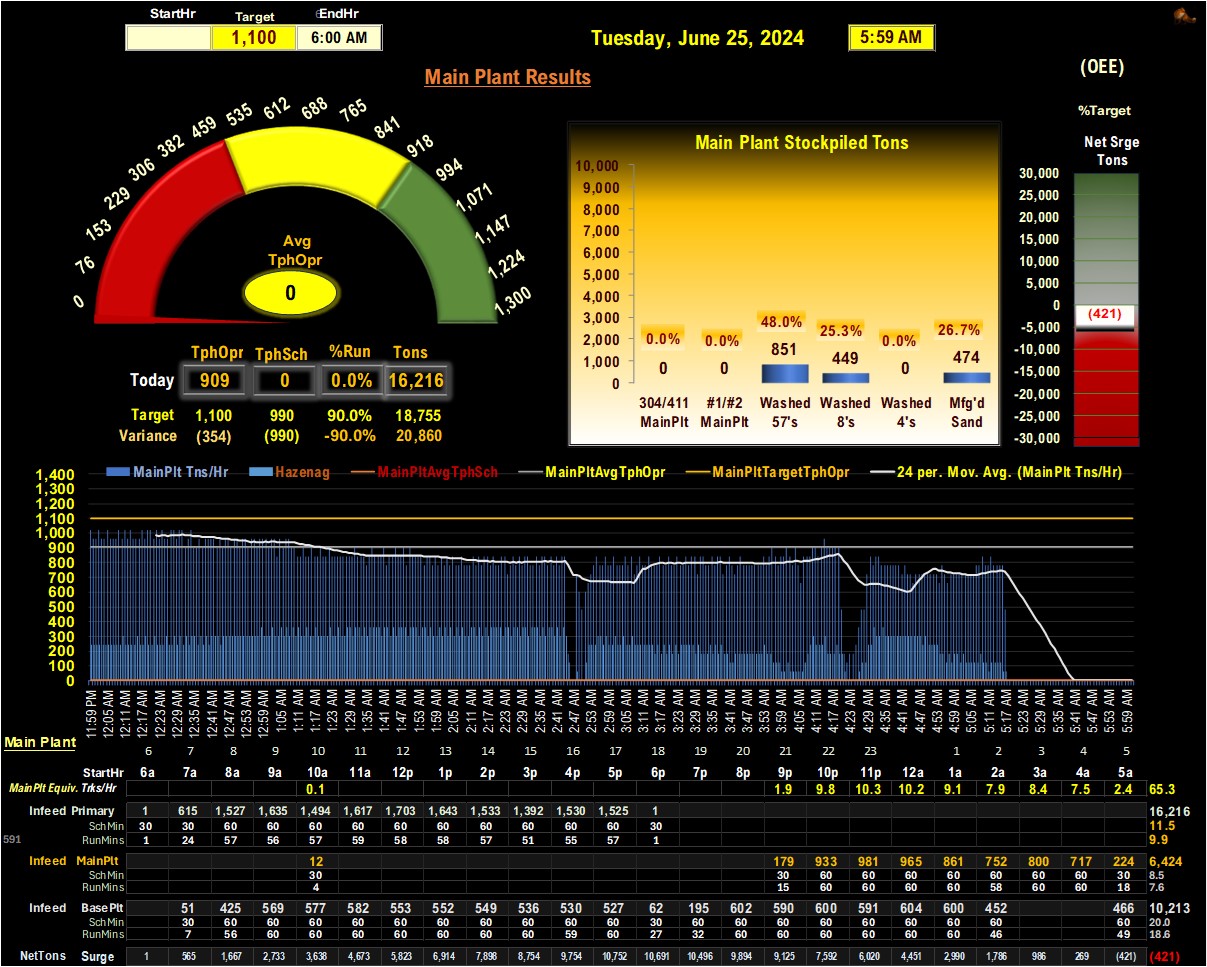 StartHr Target EndHr
1,100 6:00 AM
Tuesday, June 25, 2024 5:59 AM
(OEE)
Main Plant Results
%Target
Net Srge
Tons
0 76 153 229 306 382 459 535 612 688 765 841 918 994 1,071 1,147 1,224 1,300
Avg
TphOpr
0
TphOpr TphSch %Run Tons
Today 909 0 0.0% 16,216
Target 1,100 990 90.0% 18,755
Variance (354) (990) -90.0% 20,860
Main Plant Stockpiled Tons
10,000
9,000
8,000
7,000
6,000
5,000
4,000
3,000
2,000
1,000
0
0.0% 0.0% 48.0% 25.3% 0.0% 26.7%
0 0 851 449 0 474
304/411 #1/#2 Washed Washed Washed Mfg'd
MainPlt MainPlt 57's 8's 4's Sand
30,000
25,000
20,000
15,000
10,000
5,000
0
-5,000
-10,000
-15,000
-20,000
-25,000
-30,000
(421)
MainPlt Tns/Hr Hazenag MainPltAvgTphSch MainPltAvgTphOpr MainPltTargetTphOpr 24 per. Mov. Avg. (MainPlt Tns/Hr)
1,400
1,300
1,200
1,100
1,000
900
800
700
600
500
400
300
200
100
0
11:59 PM 12:05 AM 12:11 AM 12:17 AM 12:23 AM 12:29 AM 12:35 AM 12:41 AM 12:47 AM 12:53 AM 12:59 AM 1:05 AM 1:11 AM 1:17 AM 1:23 AM 1:29 AM 1:35 AM 1:41 AM 1:47 AM 1:53 AM 1:59 AM 2:05 AM 2:11 AM 2:17 AM 2:23 AM 2:29 AM 2:35 AM 2:41 AM 2:47 AM 2:53 AM 2:59 AM 3:05 AM 3:11 AM 3:17 AM 3:23 AM 3:29 AM 3:35 AM 3:41 AM 3:47 AM 3:53 AM 3:59 AM 4:05 AM 4:11 AM 4:17 AM 4:23 AM 4:29 AM 4:35 AM 4:41 AM 4:47 AM 4:53 AM 4:59 AM 5:05 AM 5:11 AM 5:17 AM 5:23 AM 5:29 AM 5:35 AM 5:41 AM 5:47 AM 5:53 AM 5:59 AM
Main Plant
6 7 8 9 10 11 12 13 14 15 16 17 18 19 20 21 22 23 1 2 3 4 5
StartHr 6a 7a 8a 9a 10a 11a 12p 1p 2p 3p 4p 5p 6p 7p 8p 9p 10p 11p 12a 1a 2a 3a 4a 5a
MainPlt Equiv. Trks/Hr 0.1 1.9 9.8 10.3 10.2 9.1 7.9 8.4 7.5 2.4 65.3
Infeed Primary 1 615 1,527 1,635 1,494 1,617 1,703 1,643 1,533 1,392 1,530 1,525 1 16,216
SchMin 30 30 60 60 60 60 60 60 60 60 60 60 30 11.5
591 RunMins 1 24 57 56 57 59 58 58 57 51 55 57 1 9.9
Infeed MainPlt 12 179 933 981 965 861 752 800 717 224 6,424
SchMin 30 30 60 60 60 60 60 60 60 30 8.5
RunMins 4 15 60 60 60 60 58 60 60 18 7.6
Infeed BasePlt 51 425 569 577 582 553 552 549 536 530 527 62 195 602 590 600 591 604 600 452 466 10,213
SchMin 30 60 60 60 60 60 60 60 60 60 60 30 60 60 60 60 60 60 60 60 60 20.0
RunMins 7 56 60 60 60 60 60 60 60 59 60 27 32 60 60 60 60 60 60 46 49 18.6
NetTons Surge 1 565 1,667 2,733 3,638 4,673 5,823 6,914 7,898 8,754 9,754 10,752 10,691 10,496 9,894 9,125 7,592 6,020 4,451 2,990 1,786 986 269 (421) (421)